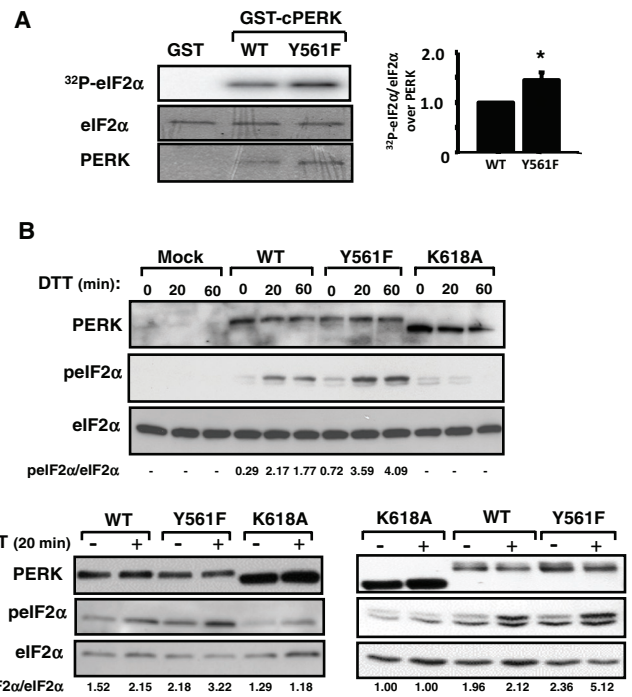 A
GST-cPERK
GST WT Y561F
³²P-eIF2α
eIF2α
PERK
³²P-eIF2α/eIF2α
over PERK
2.0
1.0
0
*
WT Y561F
B
Mock WT Y561F K618A
DTT (min): 0 20 60 0 20 60 0 20 60 0 20 60
PERK
peIF2α
eIF2α
peIF2α/eIF2α - - - 0.29 2.17 1.77 0.72 3.59 4.09 - - -
WT Y561F K618A
T (20 min) - + - + - +
PERK
peIF2α
eIF2α
F2α/eIF2α 1.52 2.15 2.18 3.22 1.29 1.18
K618A WT Y561F
- + - + - +
1.00 1.00 1.96 2.12 2.36 5.12